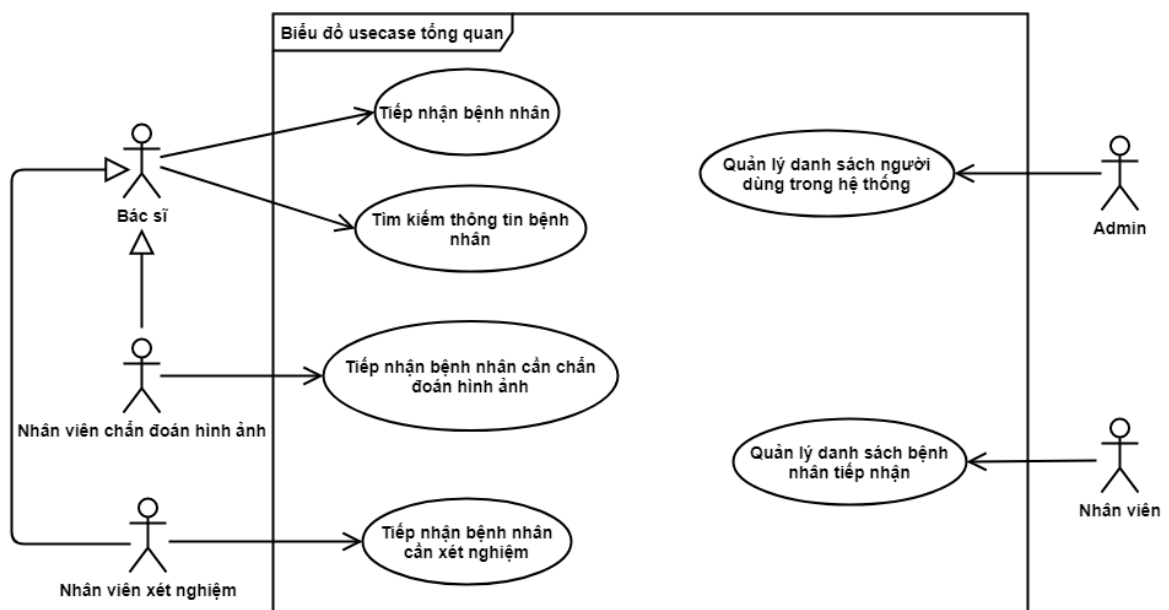 Biểu đồ usecase tổng quan
Tiếp nhận bệnh nhân
Quản lý danh sách người
dùng trong hệ thống
Bác sĩ
Tìm kiếm thông tin bệnh
nhân
Admin
Tiếp nhận bệnh nhân cần chẩn
đoán hình ảnh
Nhân viên chẩn đoán hình ảnh
Quản lý danh sách bệnh
nhân tiếp nhận
Nhân viên
Tiếp nhận bệnh nhân
cần xét nghiệm
Nhân viên xét nghiệm